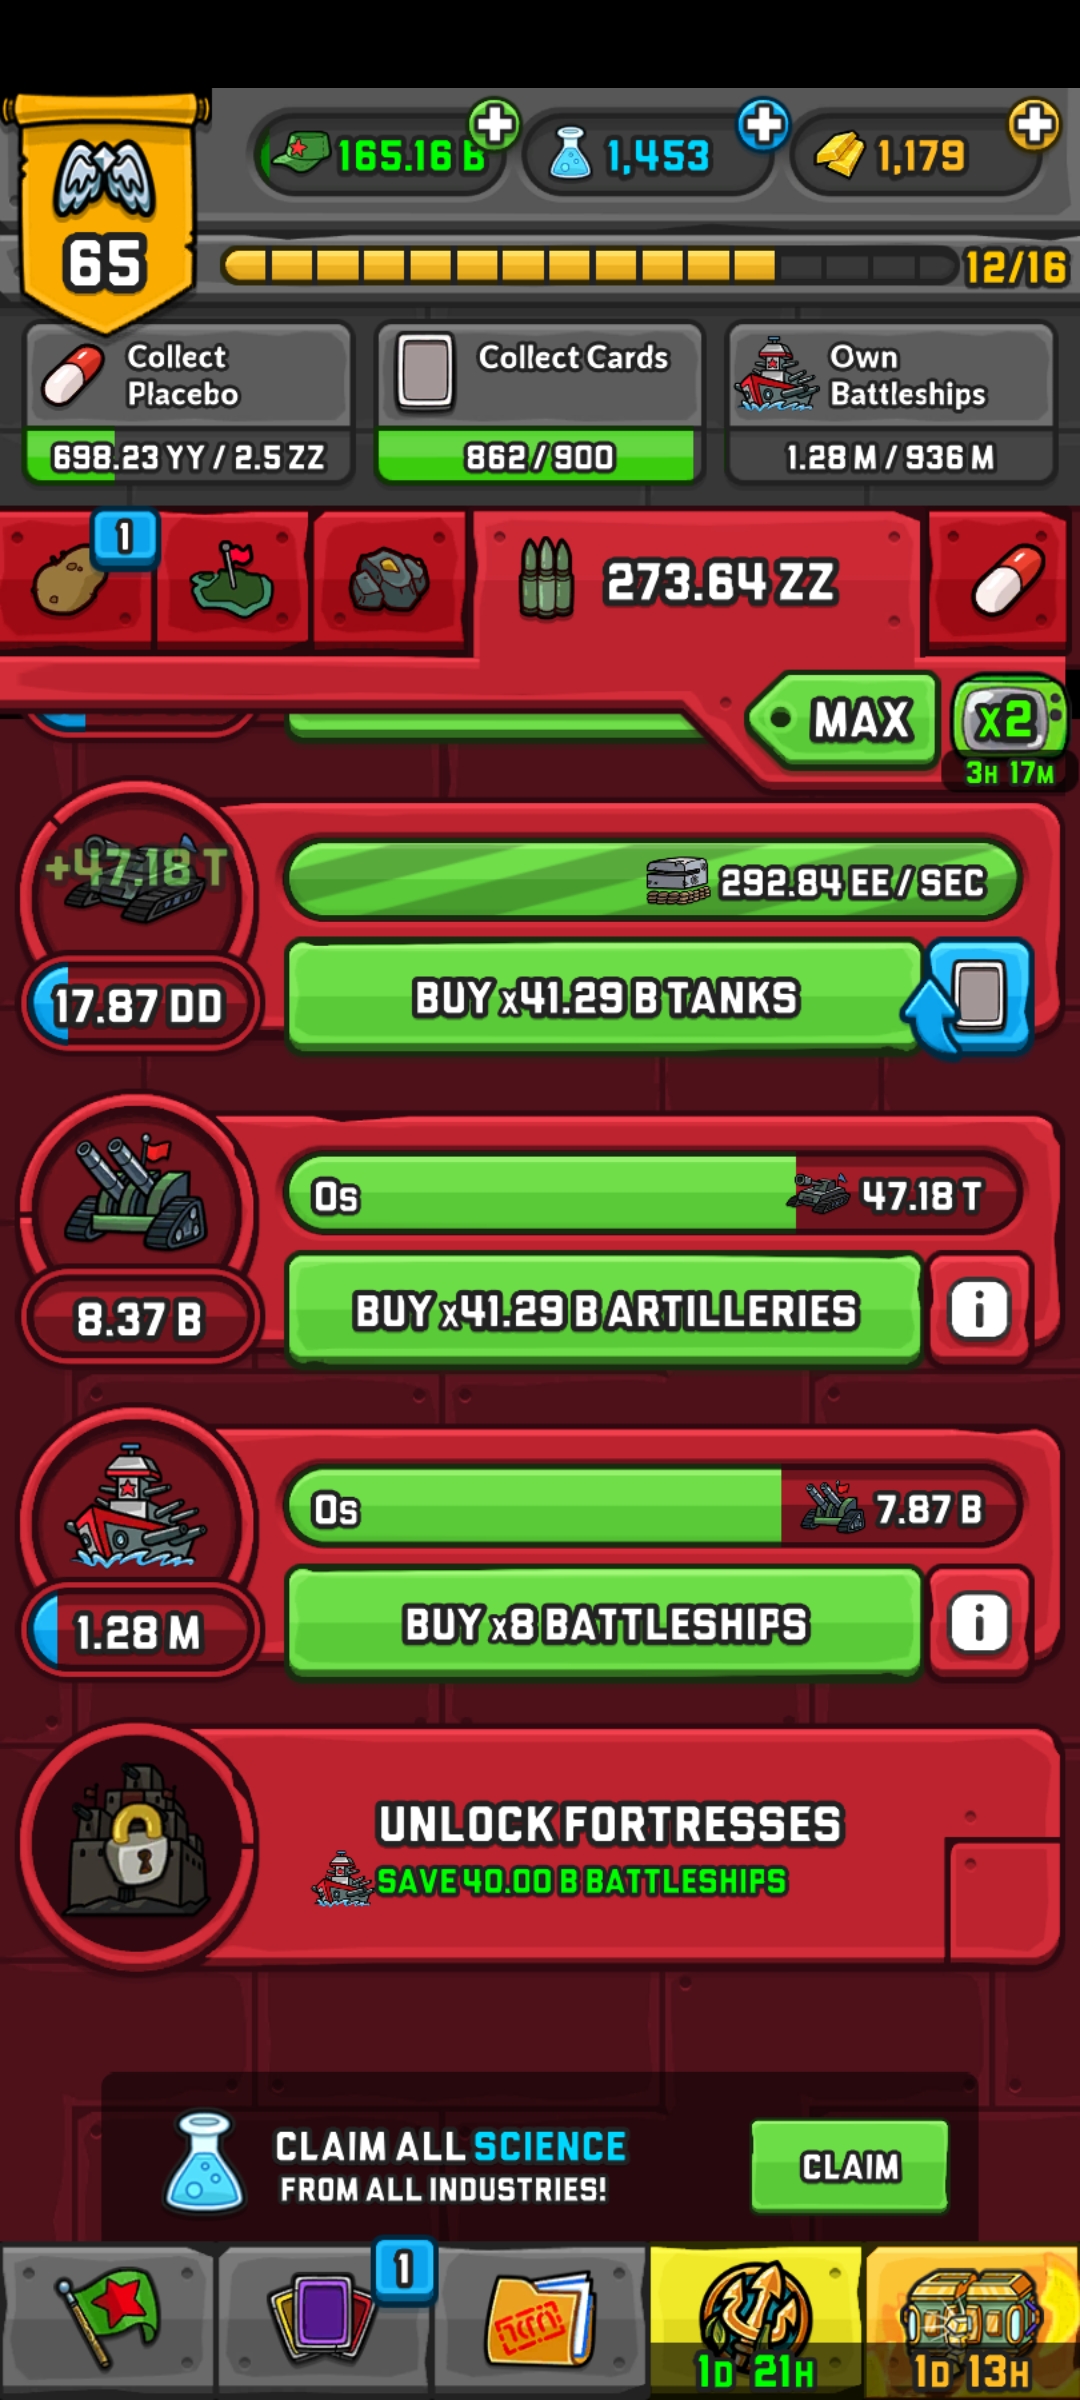 165.16 B
1,453
1,179
65
12/16
Collect
Placebo
698.23 YY / 2.5 ZZ
Collect Cards
862/900
Own
Battleships
1.28 M / 936 M
1
273.64 ZZ
MAX
x2
3H 17M
+47.18 T
292.84 EE / SEC
17.87 DD
BUY x41.29 B TANKS
0s
47.18 T
8.37 B
BUY x41.29 B ARTILLERIES
i
0s
7.87 B
1.28 M
BUY x8 BATTLESHIPS
i
UNLOCK FORTRESSES
SAVE 40.00 B BATTLESHIPS
CLAIM ALL SCIENCE
FROM ALL INDUSTRIES!
CLAIM
1
1D 21H
1D 13H